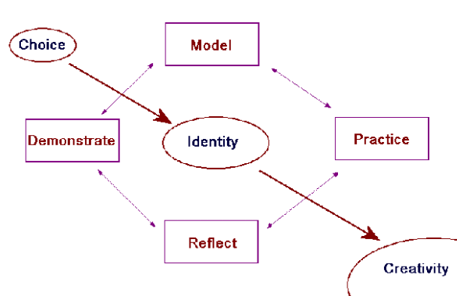 Choice
Model
Demonstrate
Identity
Practice
Reflect
Creativity